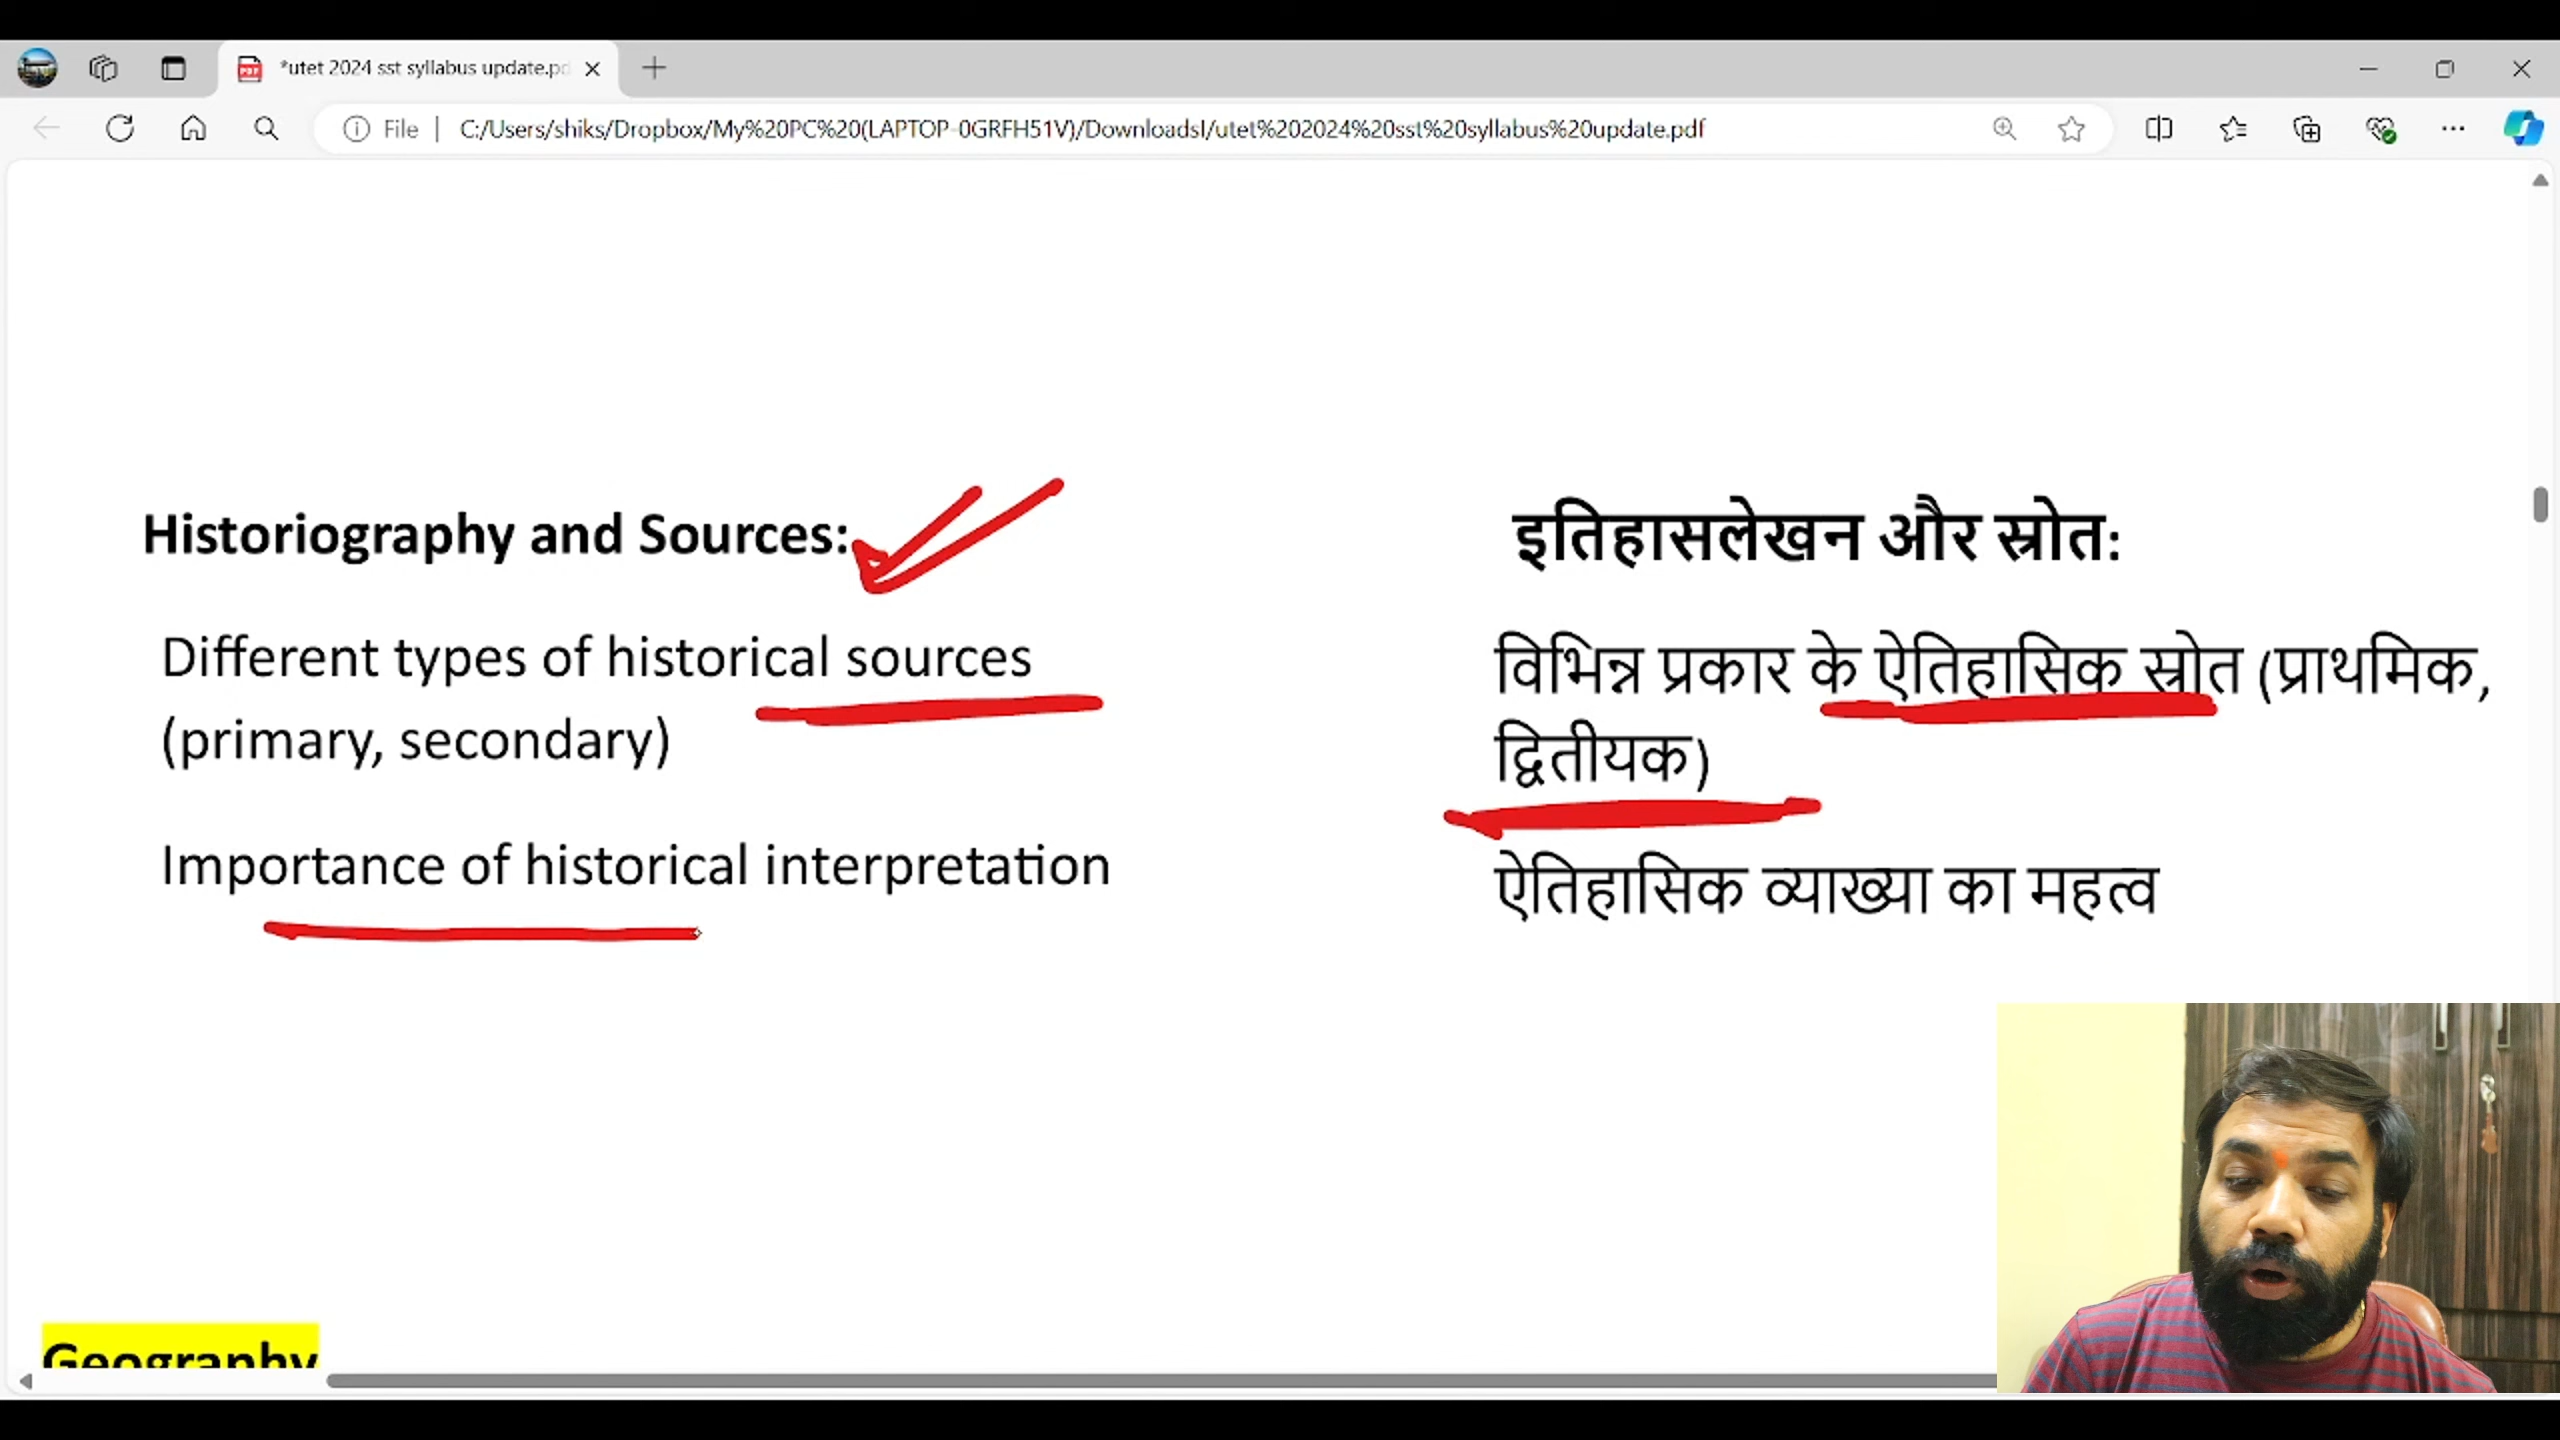 *utet 2024 sst syllabus update.pd
File
C:/Users/shiks/Dropbox/My%20PC%20(LAPTOP-0GRFH51V)/DownloadsI/utet%202024%20sst%20syllabus%20update.pdf
Historiography and Sources:
Different types of historical sources
(primary, secondary)
Importance of historical interpretation
इतिहासलेखन और स्रोत:
विभिन्न प्रकार के ऐतिहासिक स्रोत (प्राथमिक,
द्वितीयक)
ऐतिहासिक व्याख्या का महत्व
Geography